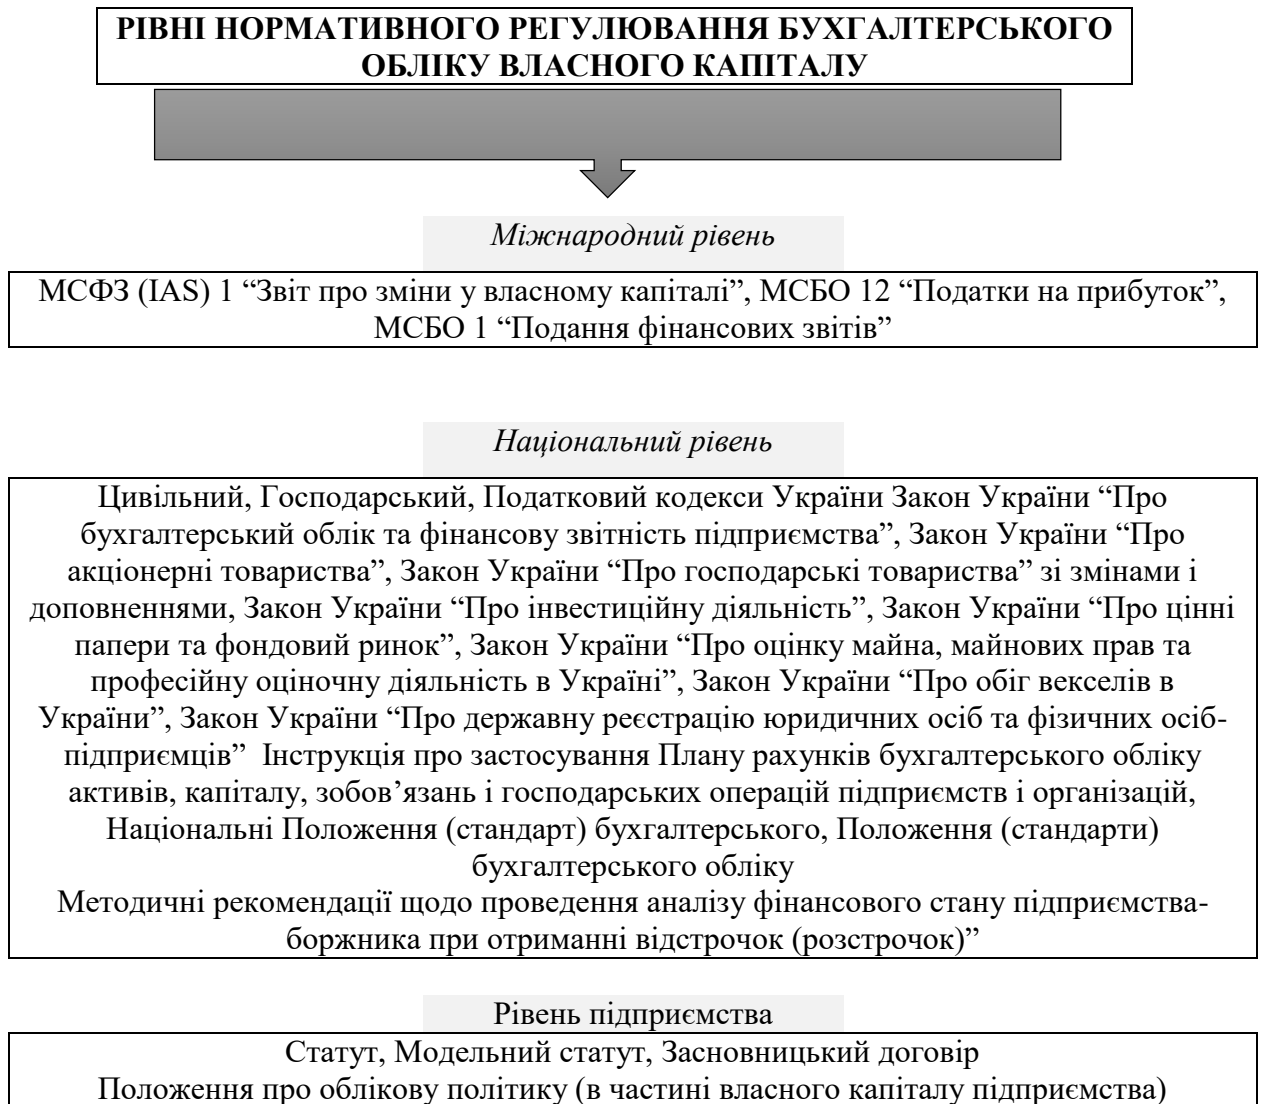 РІВНІ НОРМАТИВНОГО РЕГУЛЮВАННЯ БУХГАЛТЕРСЬКОГО
ОБЛІКУ ВЛАСНОГО КАПІТАЛУ
Міжнародний рівень
МСФЗ (IAS) 1 “Звіт про зміни у власному капіталі”, МСБО 12 “Податки на прибуток”,
МСБО 1 “Подання фінансових звітів”
Національний рівень
Цивільний, Господарський, Податковий кодекси України Закон України “Про
бухгалтерський облік та фінансову звітність підприємства”, Закон України “Про
акціонерні товариства”, Закон України “Про господарські товариства” зі змінами і
доповненнями, Закон України “Про інвестиційну діяльність”, Закон України “Про цінні
папери та фондовий ринок”, Закон України “Про оцінку майна, майнових прав та
професійну оціночну діяльність в Україні”, Закон України “Про обіг векселів в
України”, Закон України “Про державну реєстрацію юридичних осіб та фізичних осіб-
підприємців” Інструкція про застосування Плану рахунків бухгалтерського обліку
активів, капіталу, зобов’язань і господарських операцій підприємств і організацій,
Національні Положення (стандарт) бухгалтерського, Положення (стандарти)
бухгалтерського обліку
Методичні рекомендації щодо проведення аналізу фінансового стану підприємства-
боржника при отриманні відстрочок (розстрочок)”
Рівень підприємства
Статут, Модельний статут, Засновницький договір
Положення про облікову політику (в частині власного капіталу підприємства)